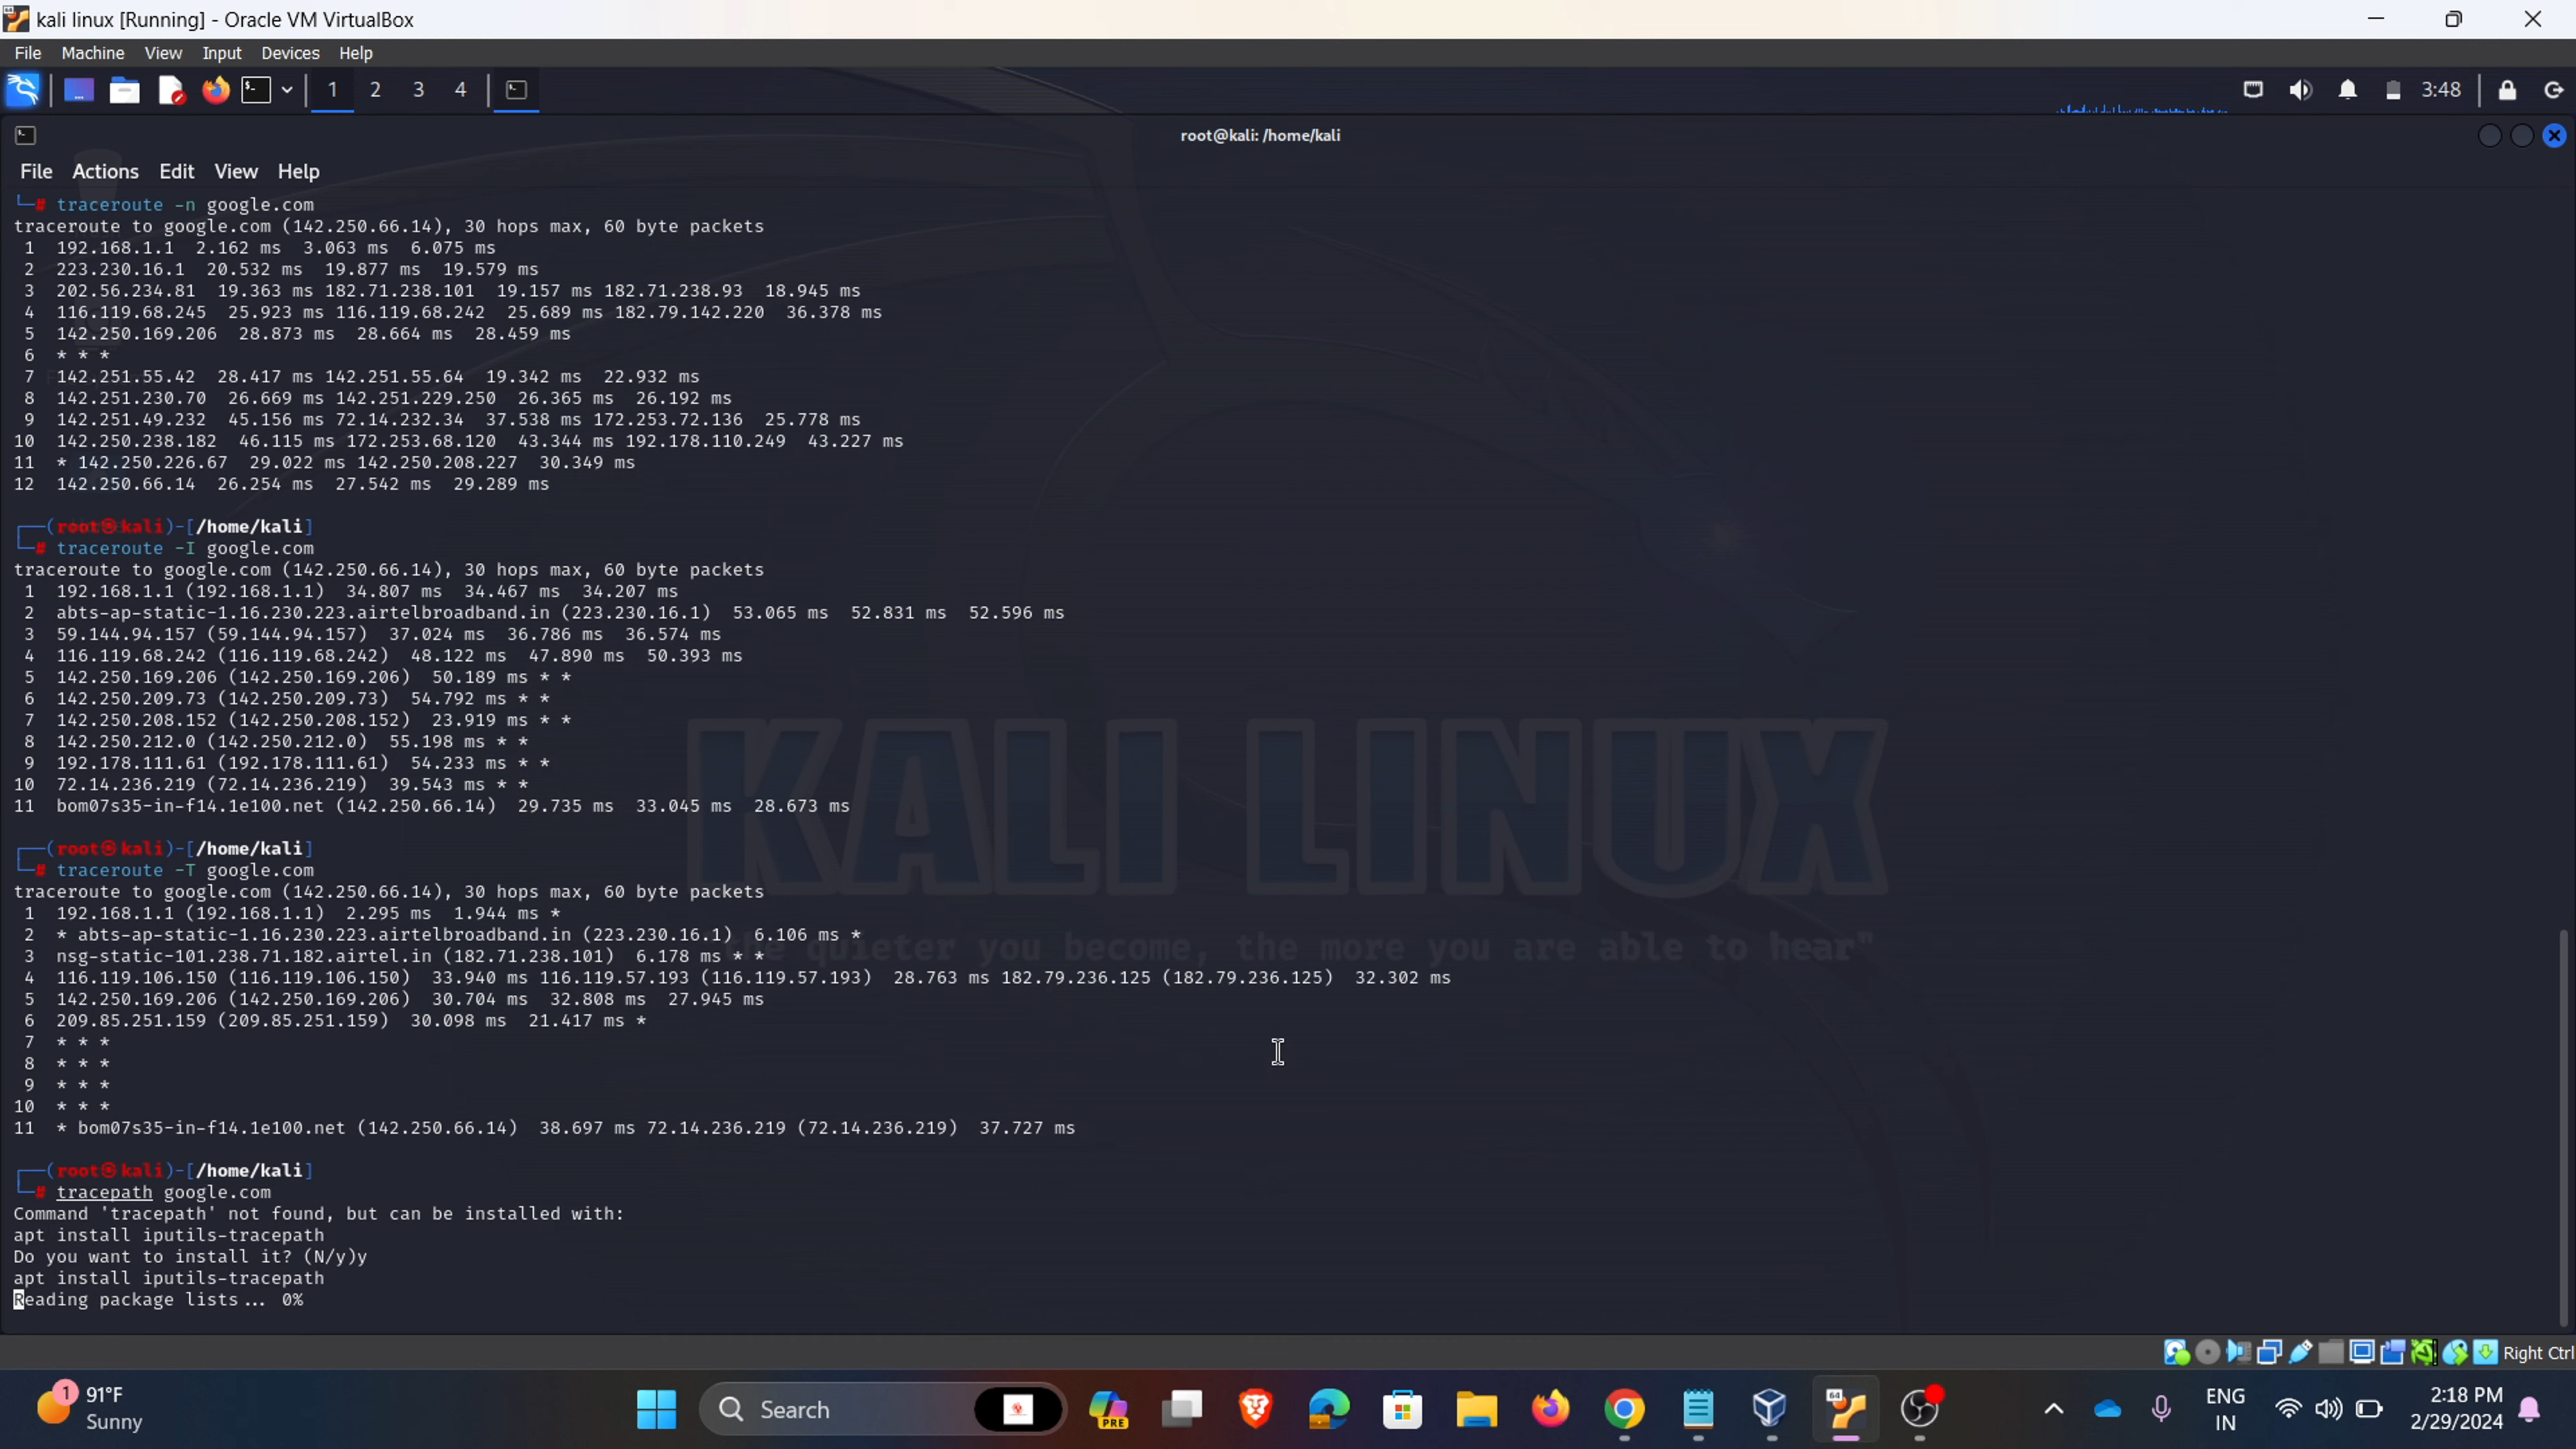 kali linux [Running] - Oracle VM VirtualBox
File Machine View Input Devices Help
1 2 3 4 3:48
root@kali: /home/kali
File Actions Edit View Help
└─# traceroute -n google.com
traceroute to google.com (142.250.66.14), 30 hops max, 60 byte packets
1 192.168.1.1 2.162 ms 3.063 ms 6.075 ms
2 223.230.16.1 20.532 ms 19.877 ms 19.579 ms
3 202.56.234.81 19.363 ms 182.71.238.101 19.157 ms 182.71.238.93 18.945 ms
4 116.119.68.245 25.923 ms 116.119.68.242 25.689 ms 182.79.142.220 36.378 ms
5 142.250.169.206 28.873 ms 28.664 ms 28.459 ms
6 * * *
7 142.251.55.42 28.417 ms 142.251.55.64 19.342 ms 22.932 ms
8 142.251.230.70 26.669 ms 142.251.229.250 26.365 ms 26.192 ms
9 142.251.49.232 45.156 ms 72.14.232.34 37.538 ms 172.253.72.136 25.778 ms
10 142.250.238.182 46.115 ms 172.253.68.120 43.344 ms 192.178.110.249 43.227 ms
11 * 142.250.226.67 29.022 ms 142.250.208.227 30.349 ms
12 142.250.66.14 26.254 ms 27.542 ms 29.289 ms
┌──(root㉿kali)-[/home/kali]
└─# traceroute -I google.com
traceroute to google.com (142.250.66.14), 30 hops max, 60 byte packets
1 192.168.1.1 (192.168.1.1) 34.807 ms 34.467 ms 34.207 ms
2 abts-ap-static-1.16.230.223.airtelbroadband.in (223.230.16.1) 53.065 ms 52.831 ms 52.596 ms
3 59.144.94.157 (59.144.94.157) 37.024 ms 36.786 ms 36.574 ms
4 116.119.68.242 (116.119.68.242) 48.122 ms 47.890 ms 50.393 ms
5 142.250.169.206 (142.250.169.206) 50.189 ms * *
6 142.250.209.73 (142.250.209.73) 54.792 ms * *
7 142.250.208.152 (142.250.208.152) 23.919 ms * *
8 142.250.212.0 (142.250.212.0) 55.198 ms * *
9 192.178.111.61 (192.178.111.61) 54.233 ms * *
10 72.14.236.219 (72.14.236.219) 39.543 ms * *
11 bom07s35-in-f14.1e100.net (142.250.66.14) 29.735 ms 33.045 ms 28.673 ms
KALI LINUX
┌──(root㉿kali)-[/home/kali]
└─# traceroute -T google.com
traceroute to google.com (142.250.66.14), 30 hops max, 60 byte packets
1 192.168.1.1 (192.168.1.1) 2.295 ms 1.944 ms *
2 * abts-ap-static-1.16.230.223.airtelbroadband.in (223.230.16.1) 6.106 ms *
quieter you become, the more you are able to hear"
3 nsg-static-101.238.71.182.airtel.in (182.71.238.101) 6.178 ms * *
4 116.119.106.150 (116.119.106.150) 33.940 ms 116.119.57.193 (116.119.57.193) 28.763 ms 182.79.236.125 (182.79.236.125) 32.302 ms
5 142.250.169.206 (142.250.169.206) 30.704 ms 32.808 ms 27.945 ms
6 209.85.251.159 (209.85.251.159) 30.098 ms 21.417 ms *
7 * * *
8 * * *
9 * * *
10 * * *
11 * bom07s35-in-f14.1e100.net (142.250.66.14) 38.697 ms 72.14.236.219 (72.14.236.219) 37.727 ms
┌──(root㉿kali)-[/home/kali]
└─# tracepath google.com
Command 'tracepath' not found, but can be installed with:
apt install iputils-tracepath
Do you want to install it? (N/y)y
apt install iputils-tracepath
Reading package lists... 0%
Right Ctrl
1 91°F
Sunny
Search
PRE
64
ENG
IN
2:18 PM
2/29/2024